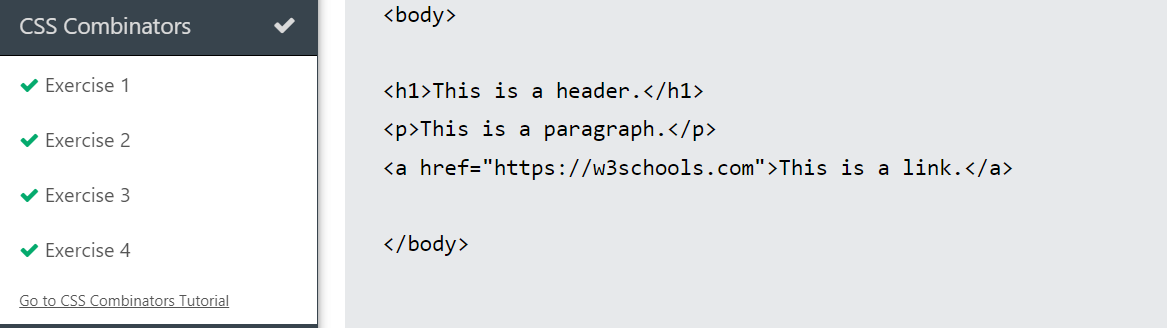 CSS Combinators
Exercise 1
Exercise 2
Exercise 3
Exercise 4
Go to CSS Combinators Tutorial
<body>
<h1>This is a header.</h1>
<p>This is a paragraph.</p>
<a href="https://w3schools.com">This is a link.</a>
</body>